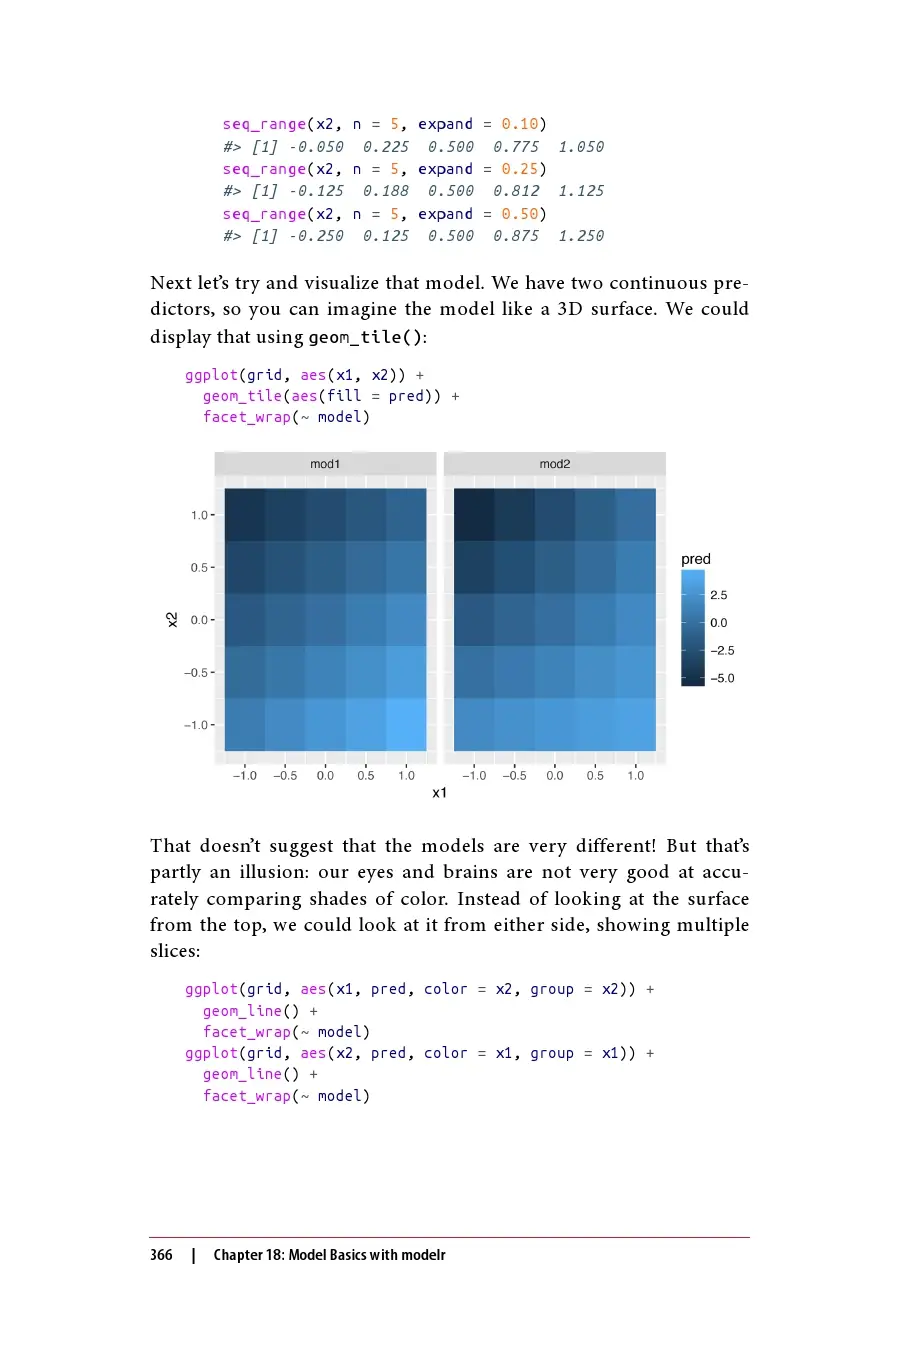 seq_range(x2, n = 5, expand = 0.10)
#> [1] -0.050  0.225  0.500  0.775  1.050
seq_range(x2, n = 5, expand = 0.25)
#> [1] -0.125  0.188  0.500  0.812  1.125
seq_range(x2, n = 5, expand = 0.50)
#> [1] -0.250  0.125  0.500  0.875  1.250
Next let's try and visualize that model. We have two continuous pre-
dictors, so you can imagine the model like a 3D surface. We could
display that using geom_tile():
ggplot(grid, aes(x1, x2)) +
  geom_tile(aes(fill = pred)) +
  facet_wrap(~ model)
mod1 mod2
1.0
0.5
0.0
−0.5
−1.0
x2
−1.0 −0.5 0.0 0.5 1.0 −1.0 −0.5 0.0 0.5 1.0
x1
pred
2.5
0.0
−2.5
−5.0
That doesn't suggest that the models are very different! But that's
partly an illusion: our eyes and brains are not very good at accu-
rately comparing shades of color. Instead of looking at the surface
from the top, we could look at it from either side, showing multiple
slices:
ggplot(grid, aes(x1, pred, color = x2, group = x2)) +
  geom_line() +
  facet_wrap(~ model)
ggplot(grid, aes(x2, pred, color = x1, group = x1)) +
  geom_line() +
  facet_wrap(~ model)
366 | Chapter 18: Model Basics with modelr